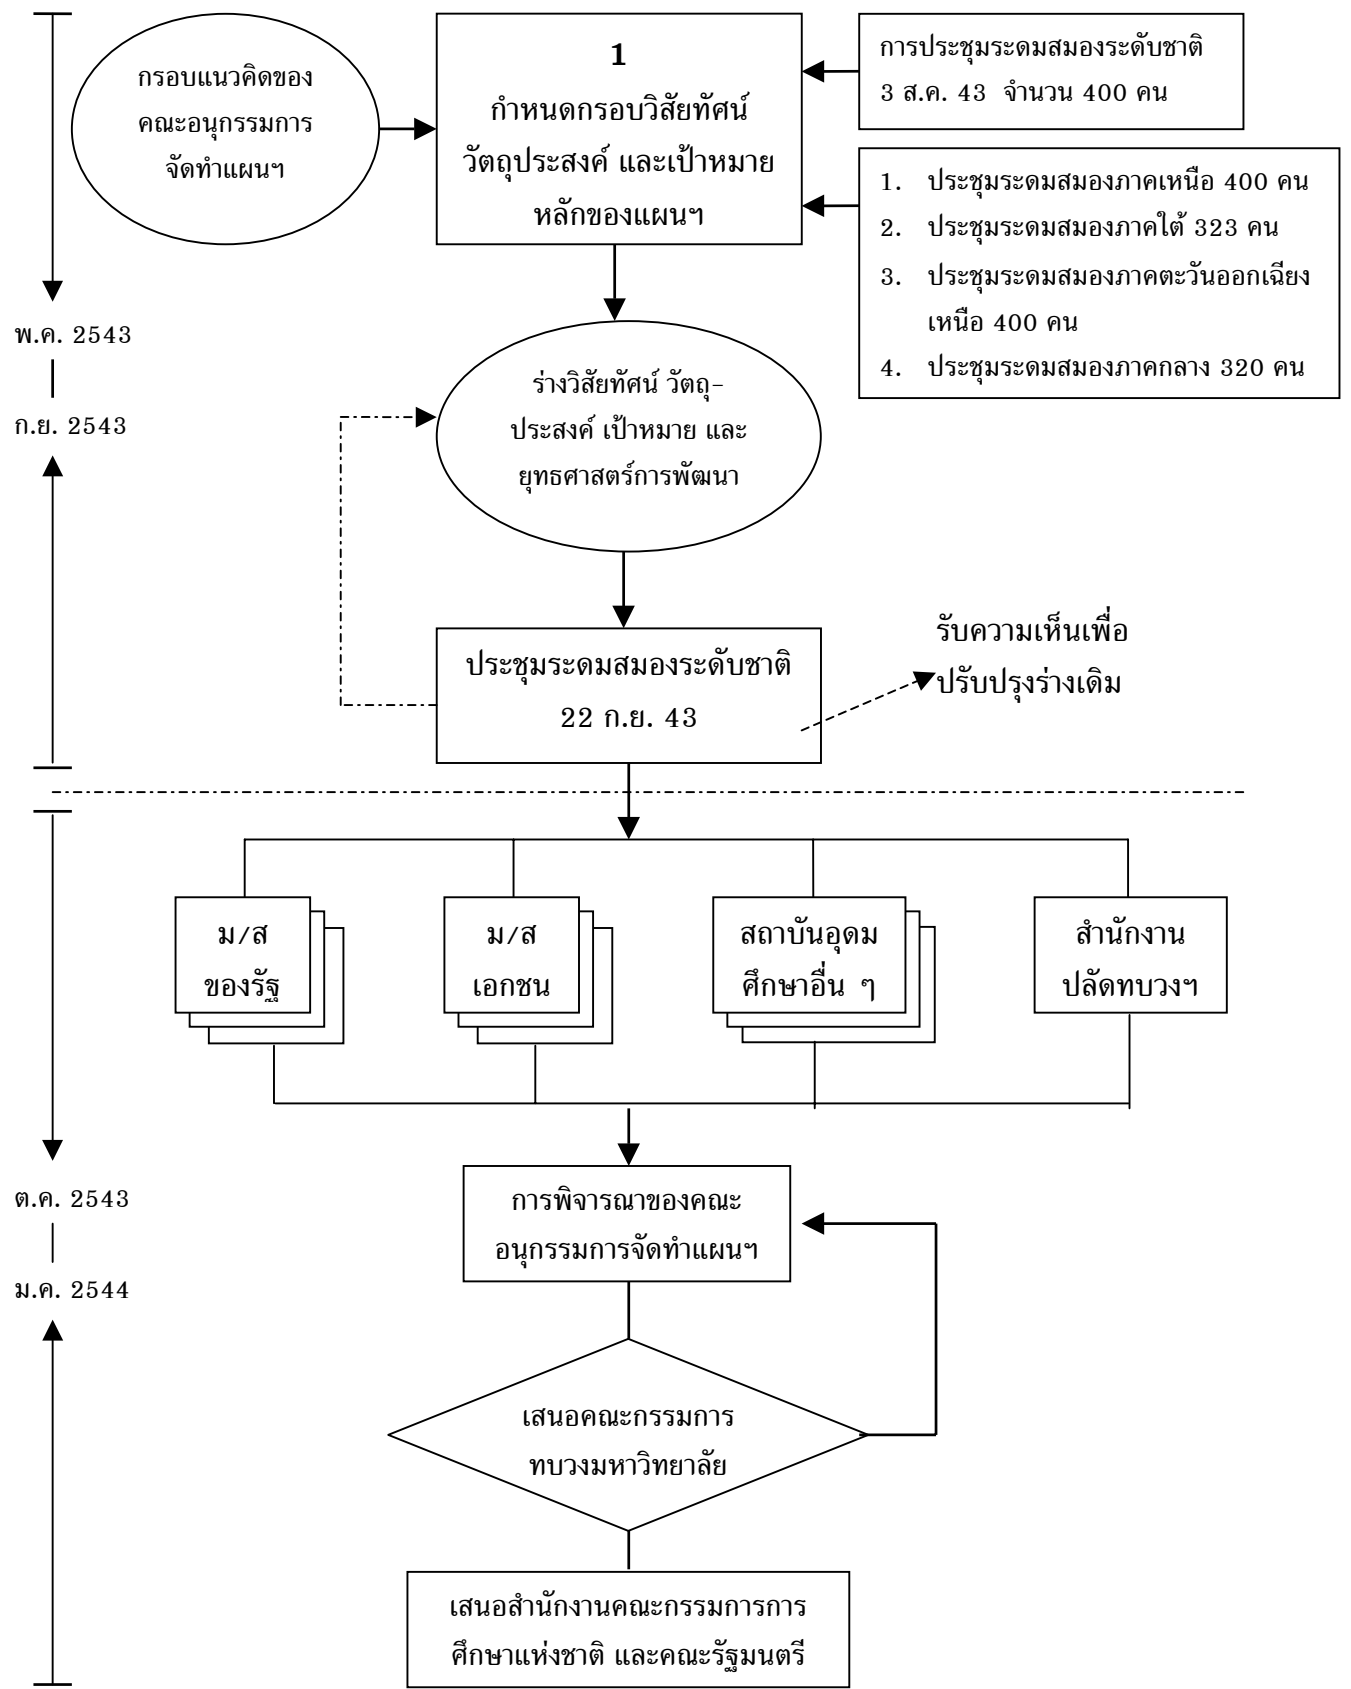 กรอบแนวคิดของ
คณะอนุกรรมการ
จัดทำแผนฯ
1
กำหนดกรอบวิสัยทัศน์
วัตถุประสงค์ และเป้าหมาย
หลักของแผนฯ
การประชุมระดมสมองระดับชาติ
3 ส.ค. 43 จำนวน 400 คน
1. ประชุมระดมสมองภาคเหนือ 400 คน
2. ประชุมระดมสมองภาคใต้ 323 คน
3. ประชุมระดมสมองภาคตะวันออกเฉียง
เหนือ 400 คน
4. ประชุมระดมสมองภาคกลาง 320 คน
พ.ค. 2543
ก.ย. 2543
ร่างวิสัยทัศน์ วัตถุ-
ประสงค์ เป้าหมาย และ
ยุทธศาสตร์การพัฒนา
ประชุมระดมสมองระดับชาติ
22 ก.ย. 43
รับความเห็นเพื่อ
ปรับปรุงร่างเดิม
ม/ส
ของรัฐ
ม/ส
เอกชน
สถาบันอุดม
ศึกษาอื่น ๆ
สำนักงาน
ปลัดทบวงฯ
ต.ค. 2543
ม.ค. 2544
การพิจารณาของคณะ
อนุกรรมการจัดทำแผนฯ
เสนอคณะกรรมการ
ทบวงมหาวิทยาลัย
เสนอสำนักงานคณะกรรมการการ
ศึกษาแห่งชาติ และคณะรัฐมนตรี